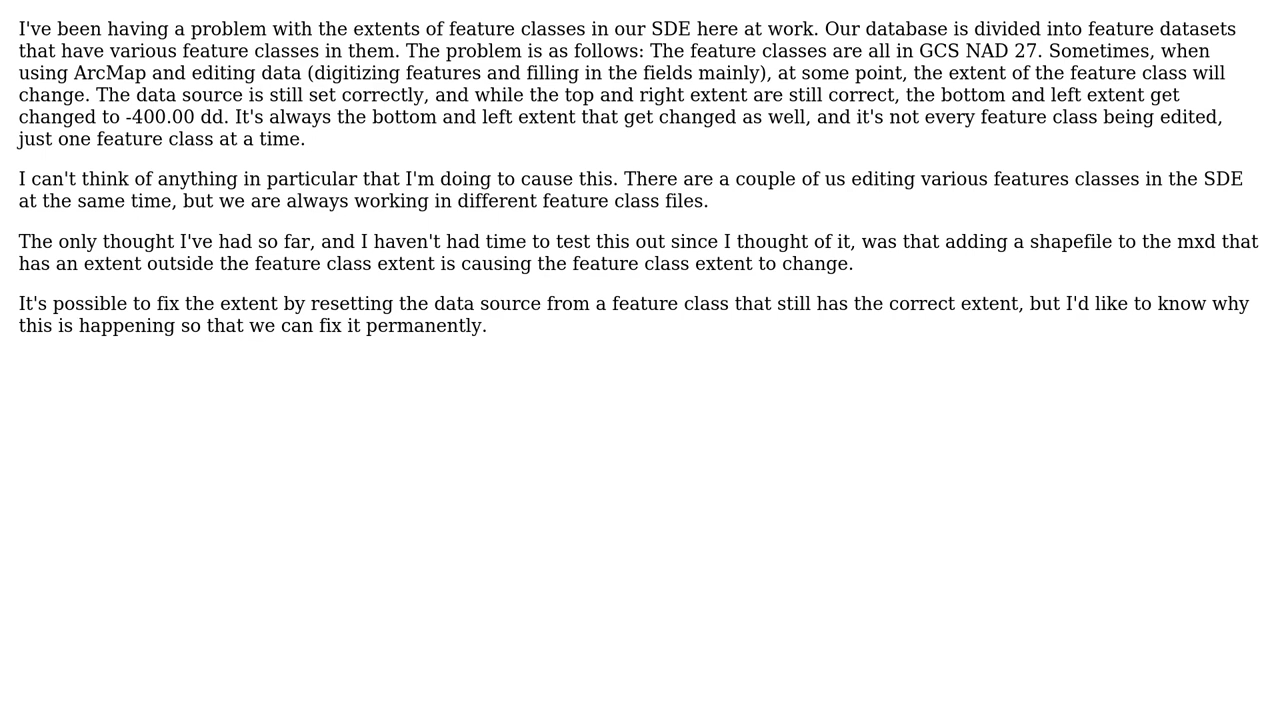 I've been having a problem with the extents of feature classes in our SDE here at work. Our database is divided into feature datasets
that have various feature classes in them. The problem is as follows: The feature classes are all in GCS NAD 27. Sometimes, when
using ArcMap and editing data (digitizing features and filling in the fields mainly), at some point, the extent of the feature class will
change. The data source is still set correctly, and while the top and right extent are still correct, the bottom and left extent get
changed to -400.00 dd. It's always the bottom and left extent that get changed as well, and it's not every feature class being edited,
just one feature class at a time.
I can't think of anything in particular that I'm doing to cause this. There are a couple of us editing various features classes in the SDE
at the same time, but we are always working in different feature class files.
The only thought I've had so far, and I haven't had time to test this out since I thought of it, was that adding a shapefile to the mxd that
has an extent outside the feature class extent is causing the feature class extent to change.
It's possible to fix the extent by resetting the data source from a feature class that still has the correct extent, but I'd like to know why
this is happening so that we can fix it permanently.